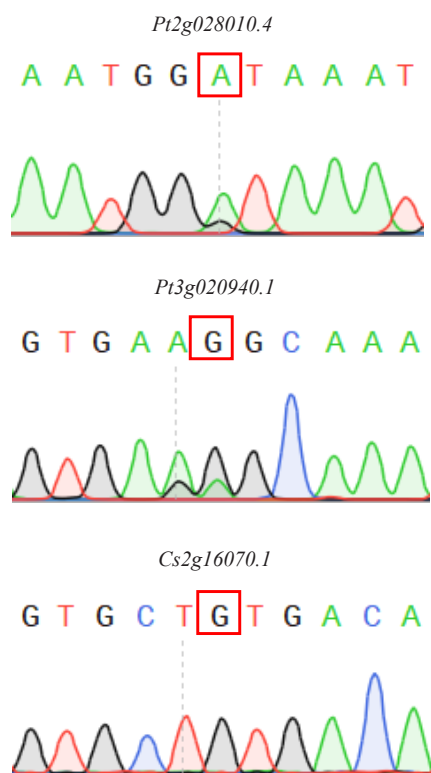 Pt2g028010.4
A A T G G A T A A A T
Pt3g020940.1
G T G A A G G C A A A
Cs2g16070.1
G T G C T G T G A C A